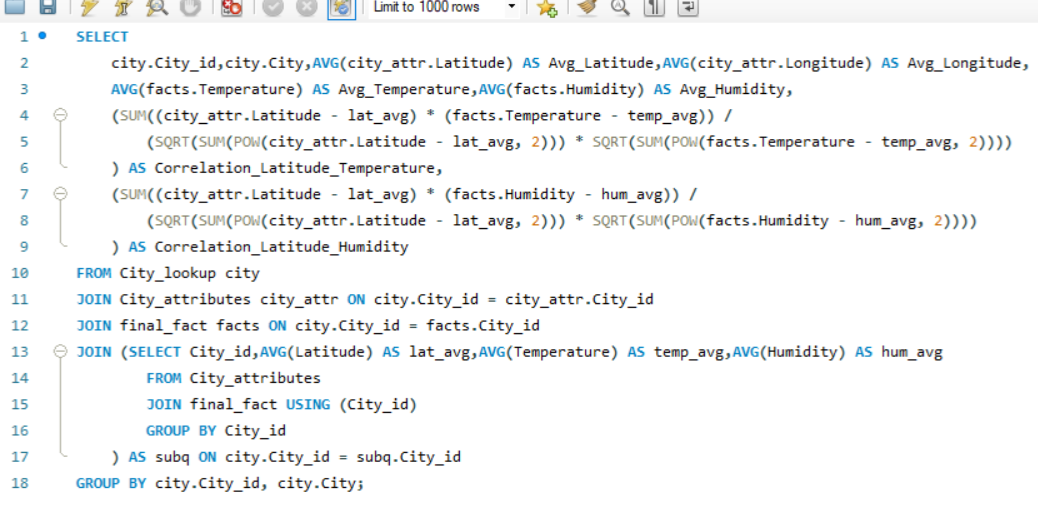 Limit to 1000 rows
1 SELECT
2 city.City_id,city.City,AVG(city_attr.Latitude) AS Avg_Latitude,AVG(city_attr.Longitude) AS Avg_Longitude,
3 AVG(facts.Temperature) AS Avg_Temperature,AVG(facts.Humidity) AS Avg_Humidity,
4 (SUM((city_attr.Latitude - lat_avg) * (facts.Temperature - temp_avg)) /
5 (SQRT(SUM(POW(city_attr.Latitude - lat_avg, 2))) * SQRT(SUM(POW(facts.Temperature - temp_avg, 2))))
6 ) AS Correlation_Latitude_Temperature,
7 (SUM((city_attr.Latitude - lat_avg) * (facts.Humidity - hum_avg)) /
8 (SQRT(SUM(POW(city_attr.Latitude - lat_avg, 2))) * SQRT(SUM(POW(facts.Humidity - hum_avg, 2))))
9 ) AS Correlation_Latitude_Humidity
10 FROM City_lookup city
11 JOIN City_attributes city_attr ON city.City_id = city_attr.City_id
12 JOIN final_fact facts ON city.City_id = facts.City_id
13 JOIN (SELECT City_id,AVG(Latitude) AS lat_avg,AVG(Temperature) AS temp_avg,AVG(Humidity) AS hum_avg
14 FROM City_attributes
15 JOIN final_fact USING (City_id)
16 GROUP BY City_id
17 ) AS subq ON city.City_id = subq.City_id
18 GROUP BY city.City_id, city.City;